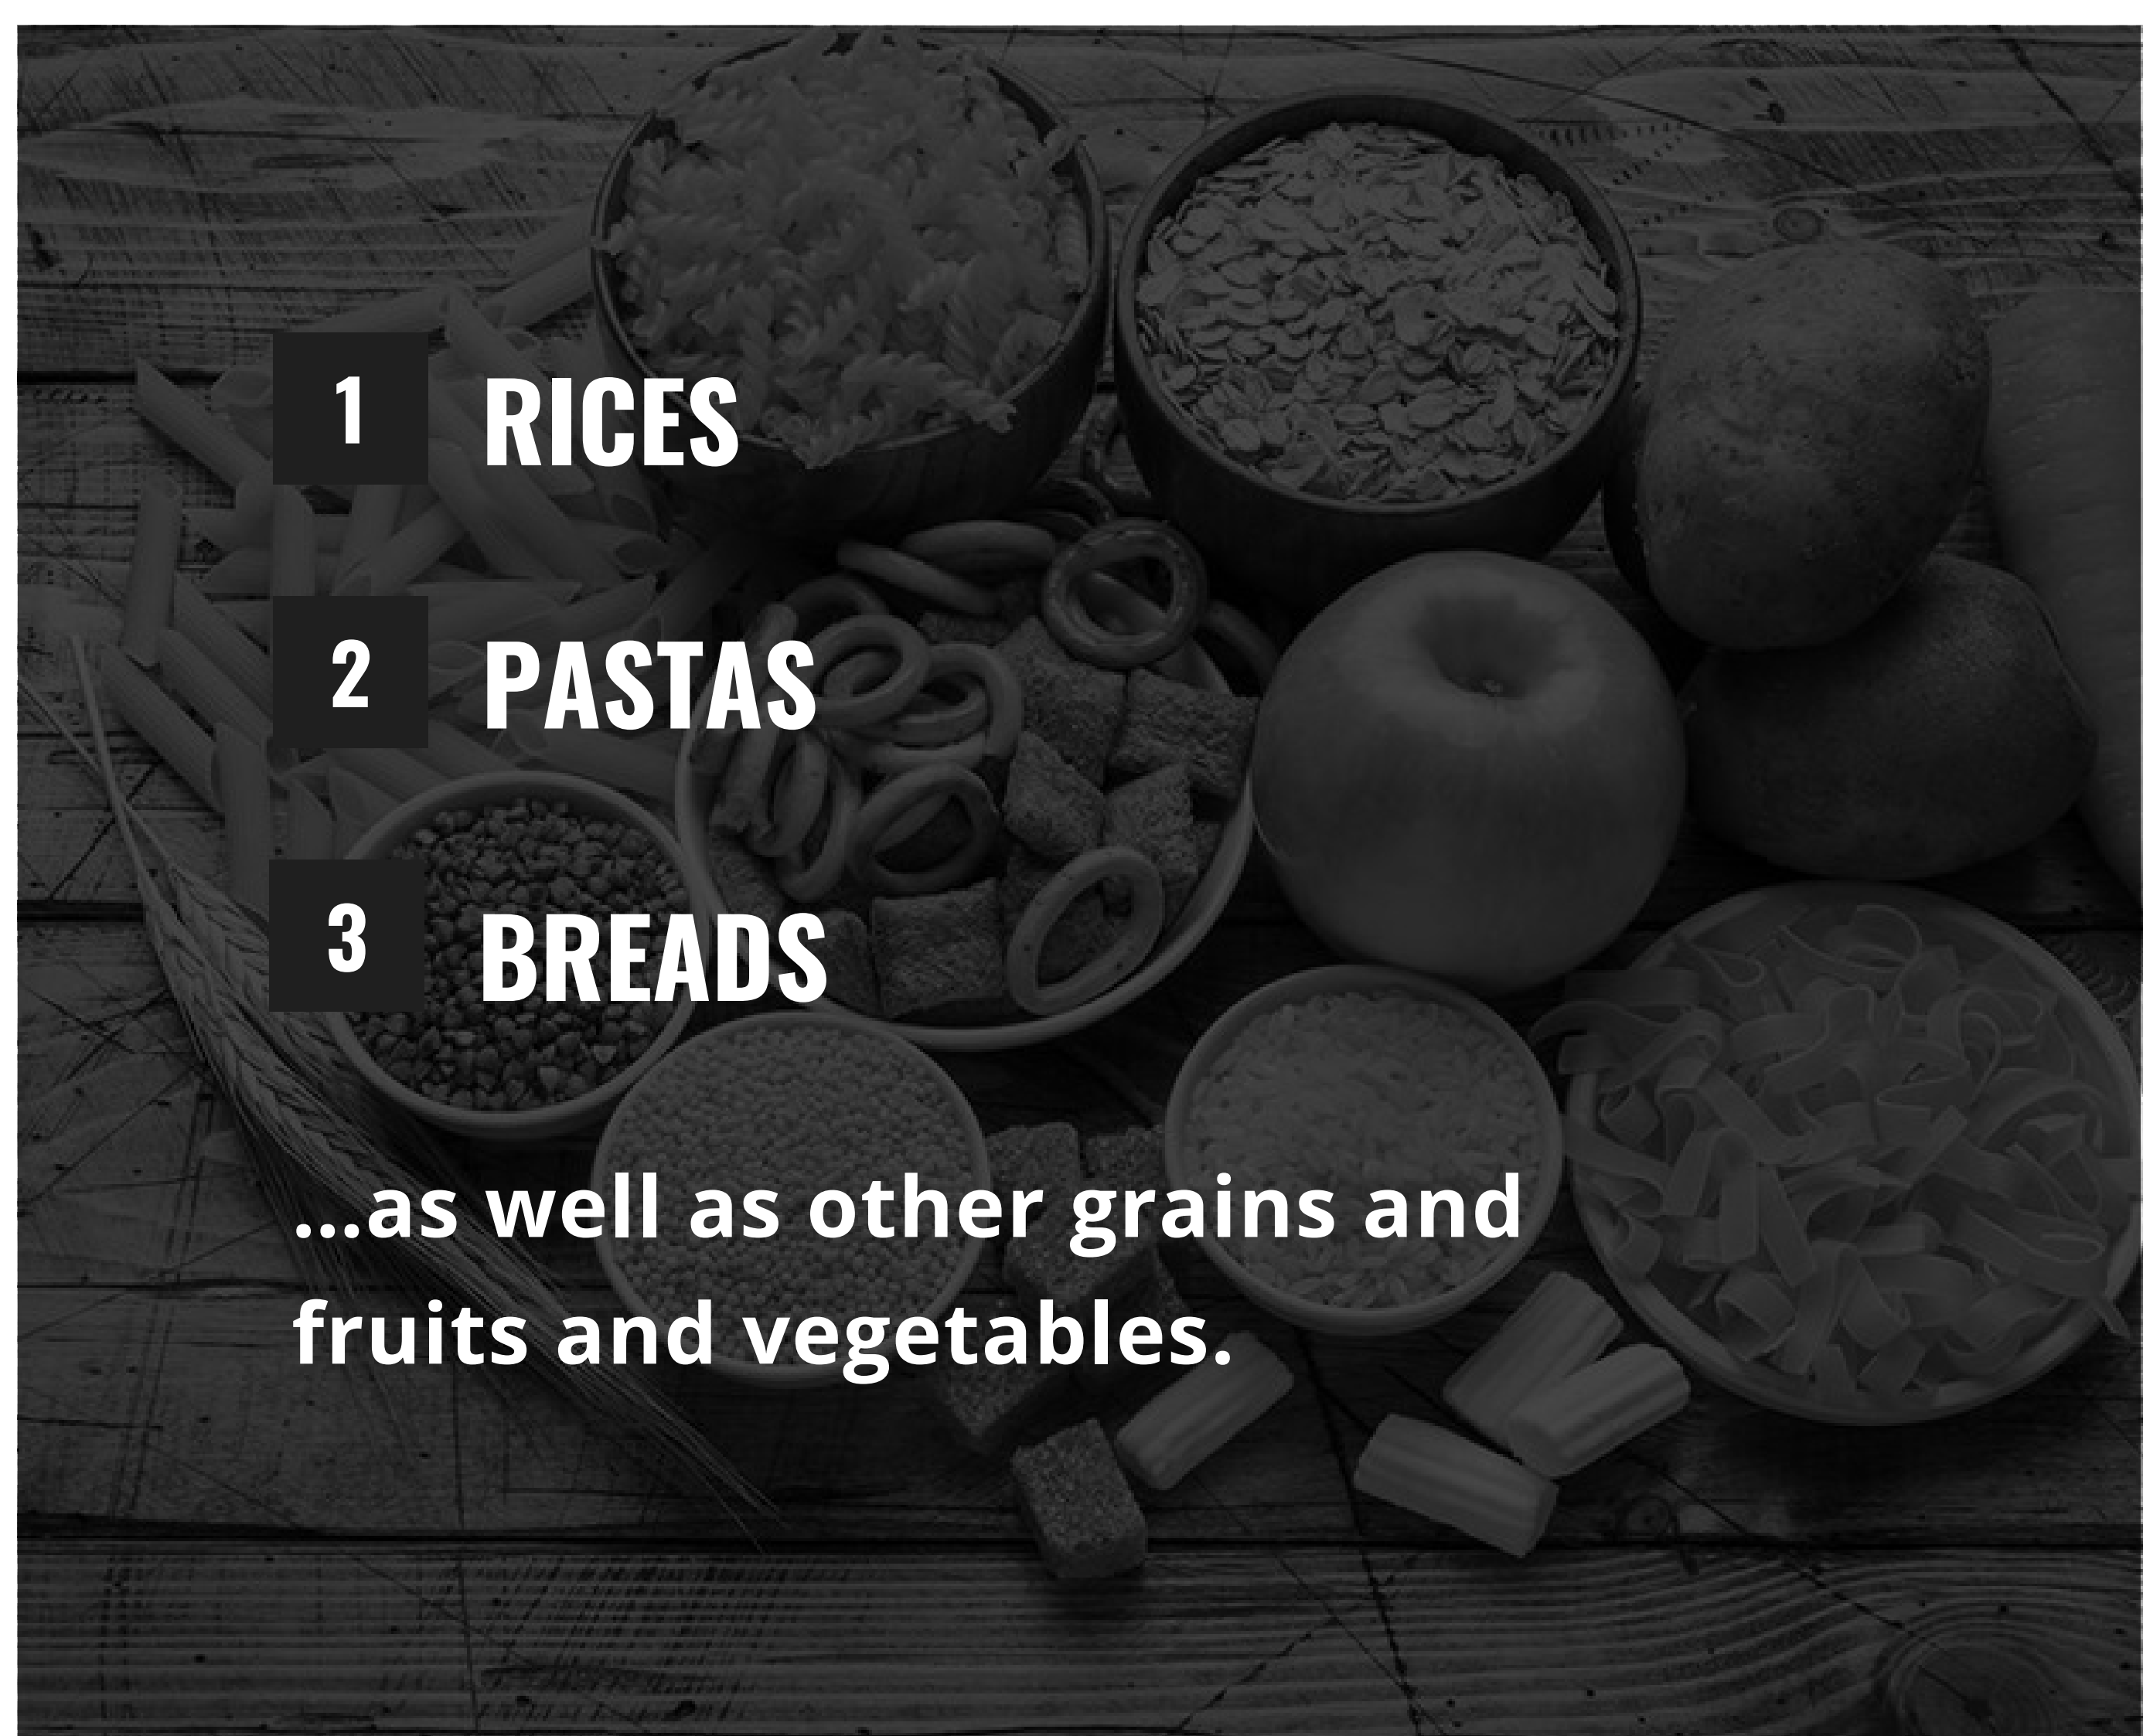 1 RICES
2 PASTAS
3 BREADS
...as well as other grains and
fruits and vegetables.